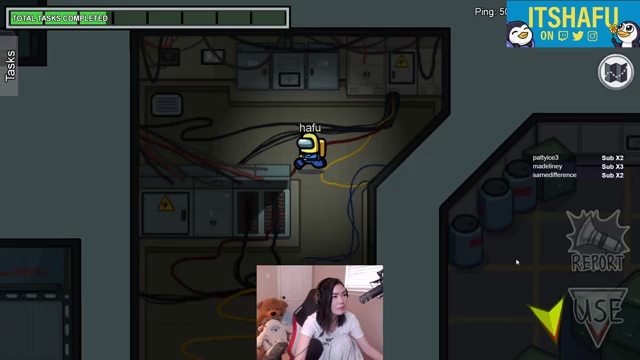 TOTAL TASKS COMPLETED
Ping: 50
ITSHAFU
ON
Tasks
hafu
pattyice3 Sub X2
madeliney Sub X3
samedifference Sub X2
REPORT
USE